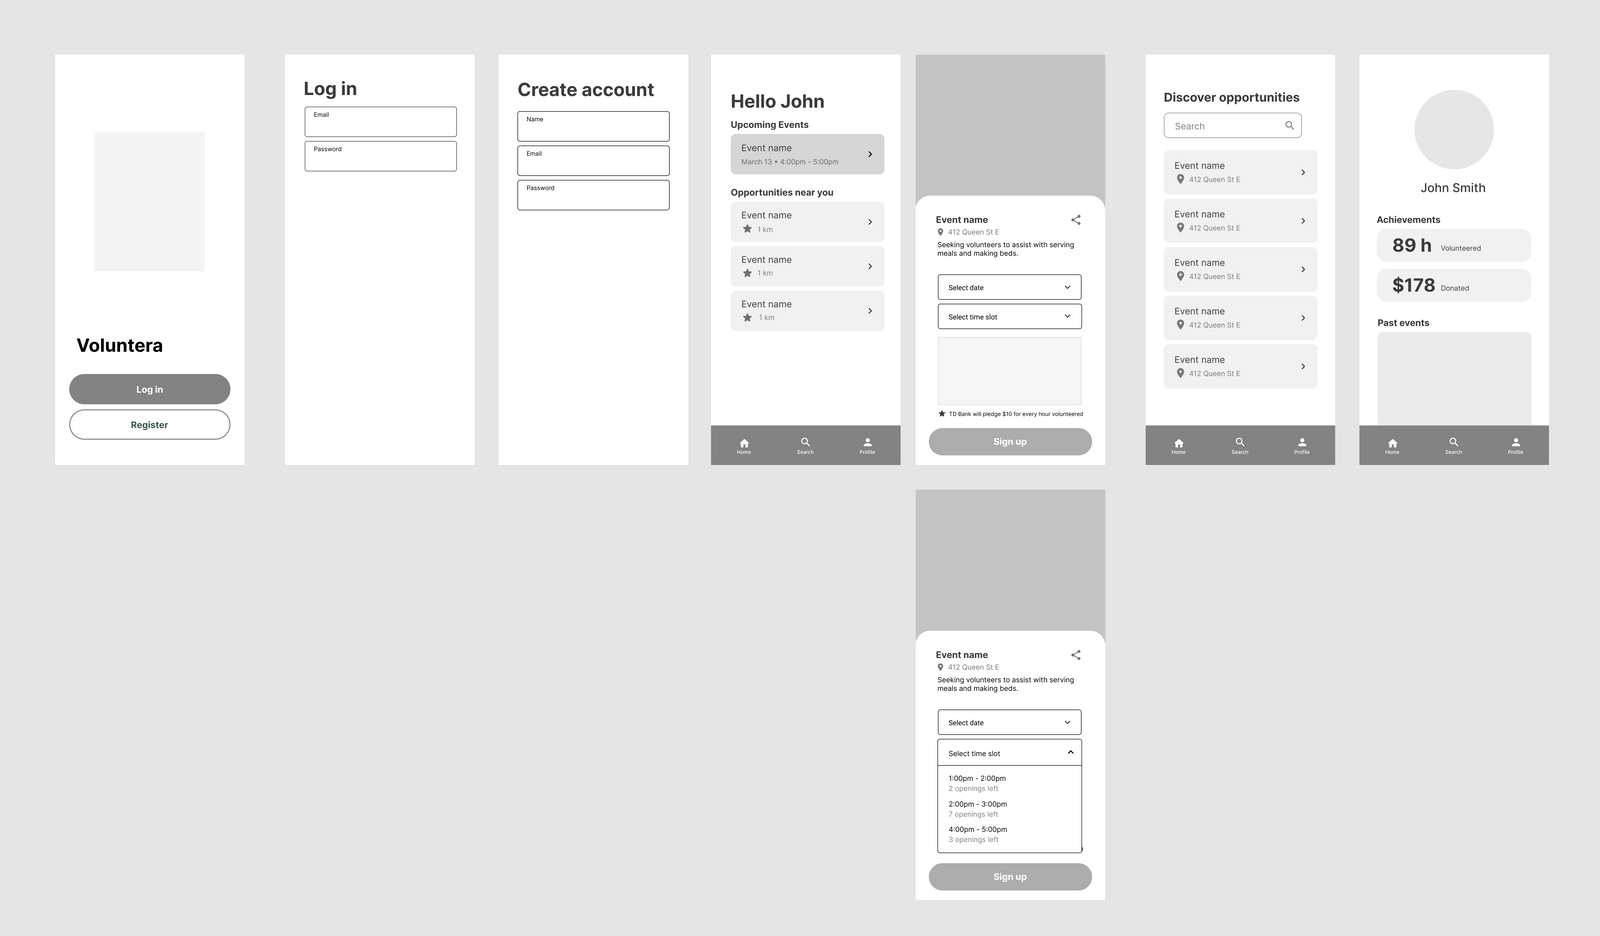 Voluntera
Log in
Register
Log in
Email
Password
Create account
Name
Email
Password
Hello John
Upcoming Events
Event name
March 13 • 4:00pm - 5:00pm
Opportunities near you
Event name
1 km
Event name
1 km
Event name
1 km
Home
Search
Profile
Event name
412 Queen St E
Seeking volunteers to assist with serving
meals and making beds.
Select date
Select time slot
TD Bank will pledge $10 for every hour volunteered
Sign up
Discover opportunities
Search
Event name
412 Queen St E
Event name
412 Queen St E
Event name
412 Queen St E
Event name
412 Queen St E
Event name
412 Queen St E
Home
Search
Profile
John Smith
Achievements
89 h Volunteered
$178 Donated
Past events
Home
Search
Profile
Event name
412 Queen St E
Seeking volunteers to assist with serving
meals and making beds.
Select date
Select time slot
1:00pm - 2:00pm
2 openings left
2:00pm - 3:00pm
7 openings left
4:00pm - 5:00pm
3 openings left
Sign up